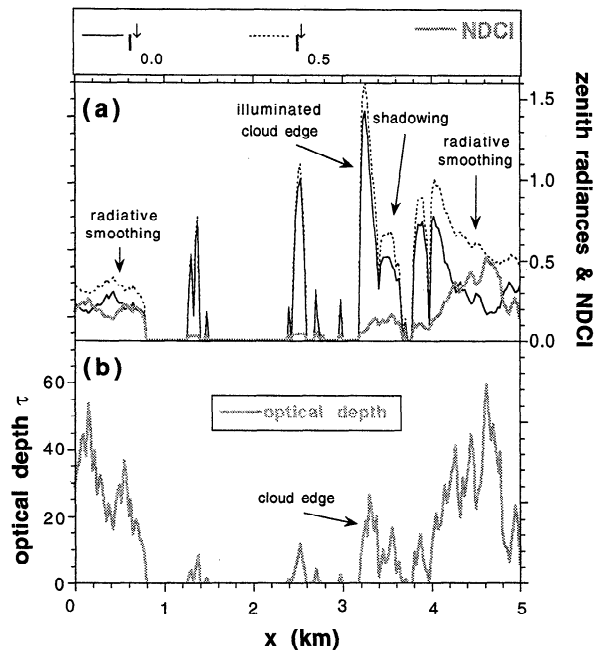 I↓0.0 I↓0.5 NDCI
(a)
illuminated
cloud edge
shadowing
radiative
smoothing
radiative
smoothing
1.5
1.0
0.5
0.0
zenith radiances & NDCI
(b)
optical depth
cloud edge
60
40
20
0
optical depth τ
0 1 2 3 4 5
x (km)